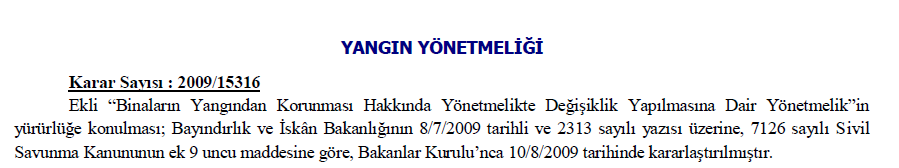 YANGIN YÖNETMELİĞİ
Karar Sayısı : 2009/15316
Ekli “Binaların Yangından Korunması Hakkında Yönetmelikte Değişiklik Yapılmasına Dair Yönetmelik”in
yürürlüğe konulması; Bayındırlık ve İskân Bakanlığının 8/7/2009 tarihli ve 2313 sayılı yazısı üzerine, 7126 sayılı Sivil
Savunma Kanununun ek 9 uncu maddesine göre, Bakanlar Kurulu’nca 10/8/2009 tarihinde kararlaştırılmıştır.